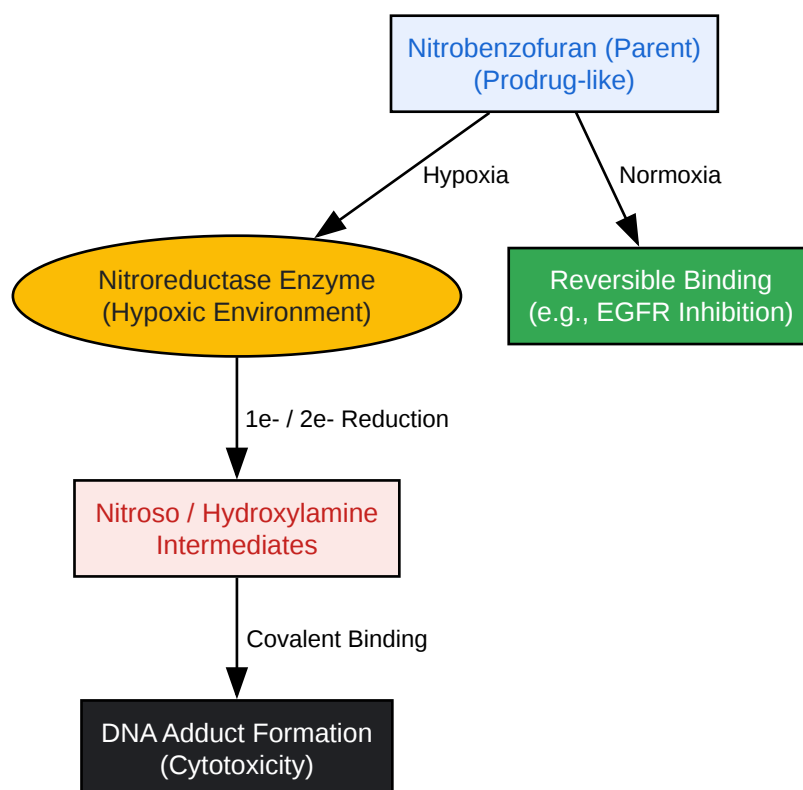 Nitrobenzofuran (Parent)
(Prodrug-like)
Hypoxia
Normoxia
Nitroreductase Enzyme
(Hypoxic Environment)
Reversible Binding
(e.g., EGFR Inhibition)
1e- / 2e- Reduction
Nitroso / Hydroxylamine
Intermediates
Covalent Binding
DNA Adduct Formation
(Cytotoxicity)